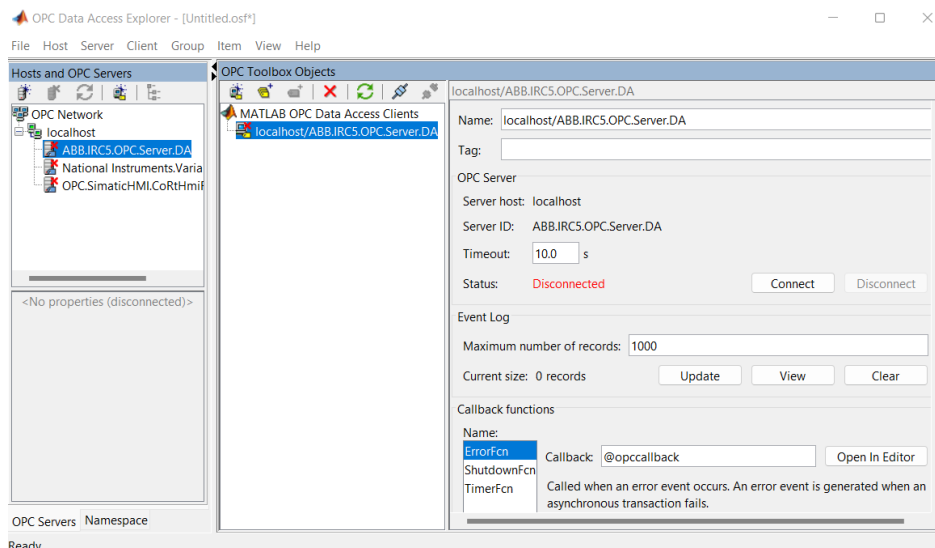 OPC Data Access Explorer - [Untitled.osf*]
File Host Server Client Group Item View Help
Hosts and OPC Servers
OPC Network
localhost
ABB.IRC5.OPC.Server.DA
National Instruments.Varia
OPC.SimaticHMI.CoRtHmiF
<No properties (disconnected)>
OPC Servers Namespace
OPC Toolbox Objects
MATLAB OPC Data Access Clients
localhost/ABB.IRC5.OPC.Server.DA
localhost/ABB.IRC5.OPC.Server.DA
Name: localhost/ABB.IRC5.OPC.Server.DA
Tag:
OPC Server
Server host: localhost
Server ID: ABB.IRC5.OPC.Server.DA
Timeout: 10.0 s
Status: Disconnected Connect Disconnect
Event Log
Maximum number of records: 1000
Current size: 0 records Update View Clear
Callback functions
Name:
ErrorFcn
ShutdownFcn
TimerFcn
Callback: @opccallback Open In Editor
Called when an error event occurs. An error event is generated when an
asynchronous transaction fails.
Ready